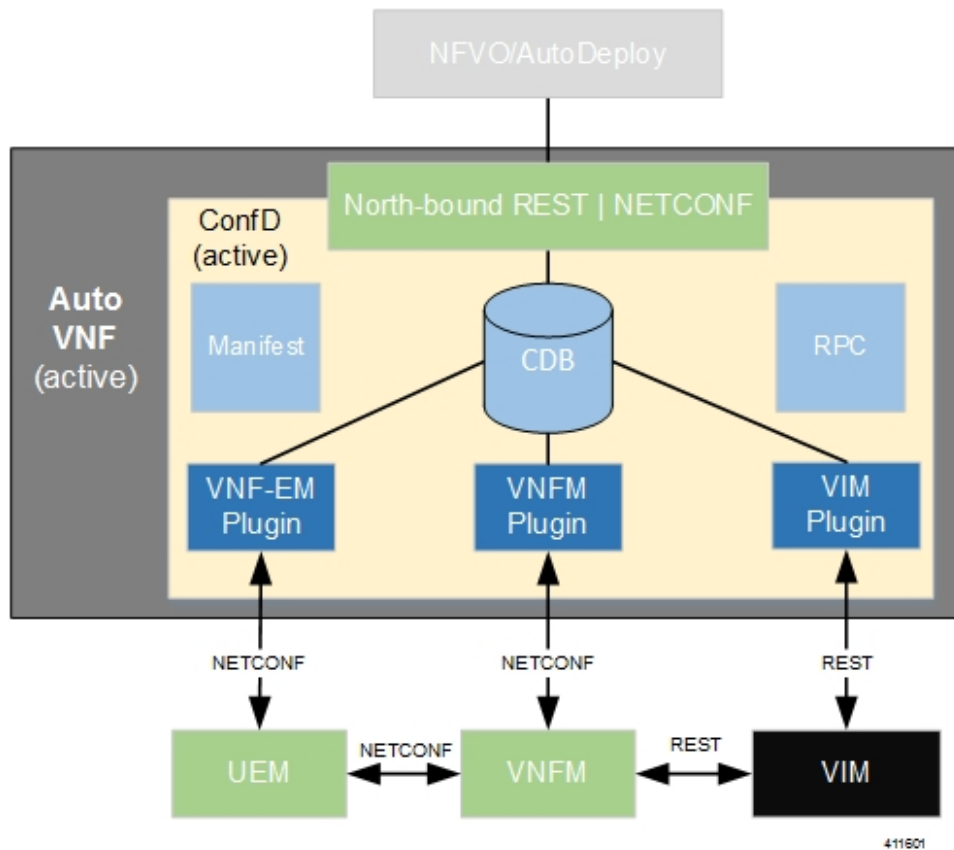 NFVO/AutoDeploy
North-bound REST | NETCONF
ConfD
(active)
Auto
VNF
(active)
Manifest
CDB
RPC
VNF-EM
Plugin
VNFM
Plugin
VIM
Plugin
NETCONF
NETCONF
REST
UEM
NETCONF
VNFM
REST
VIM
411601